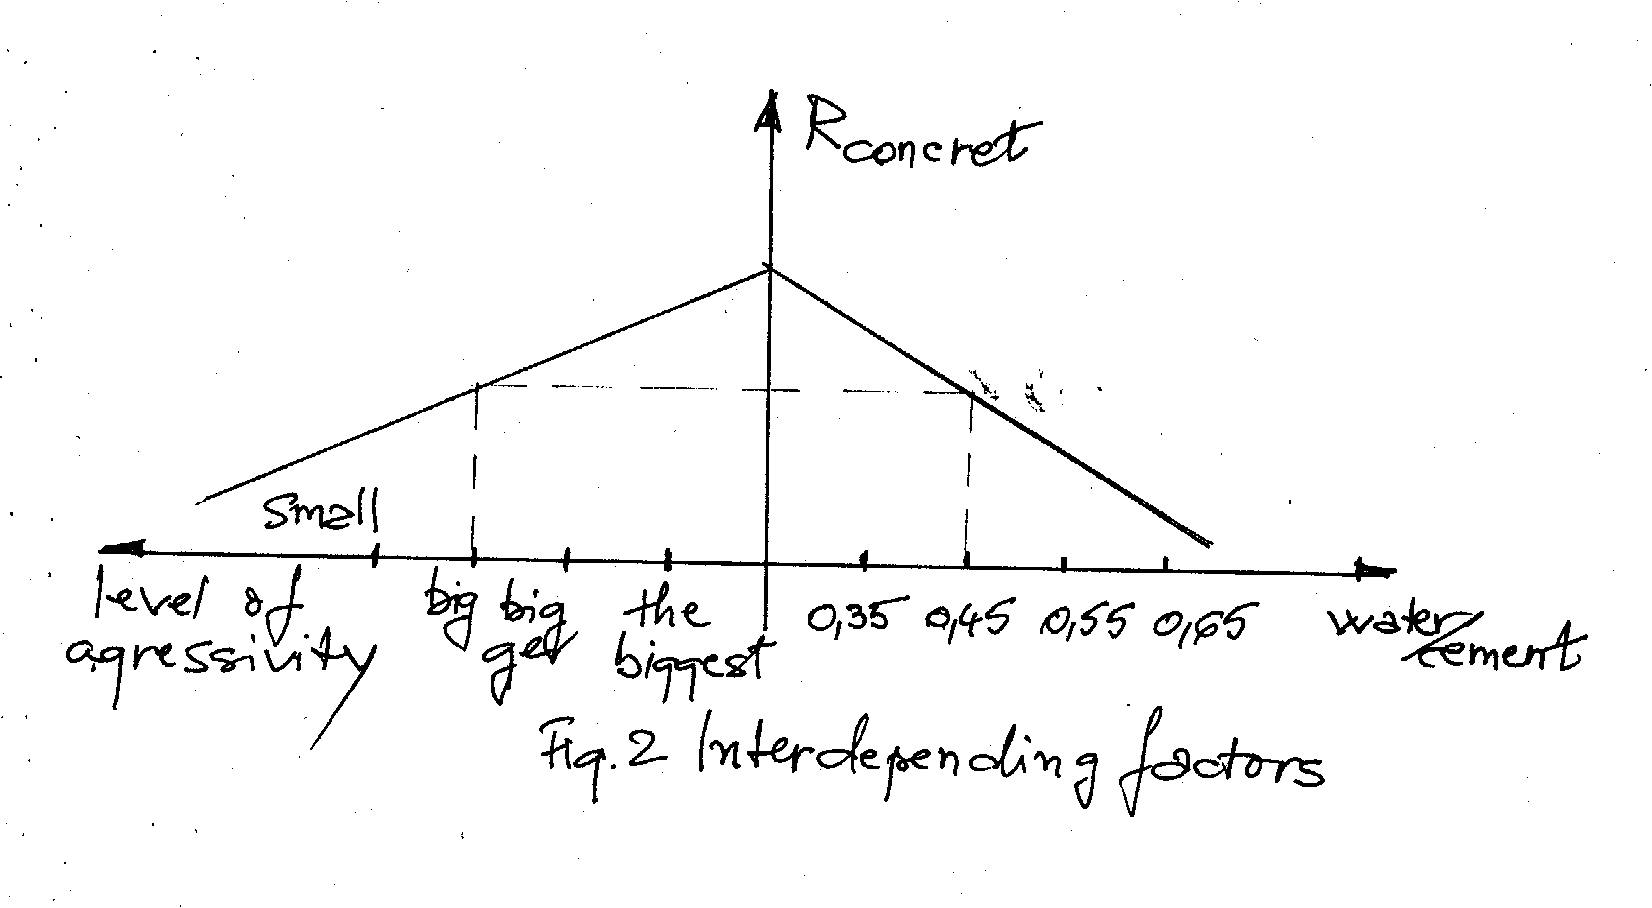 Rconcret
small
level of
agressivity
big
big
ger
the
biggest
0,35 0,45 0,55 0,65
water/
cement
Fig. 2 Interdepending factors